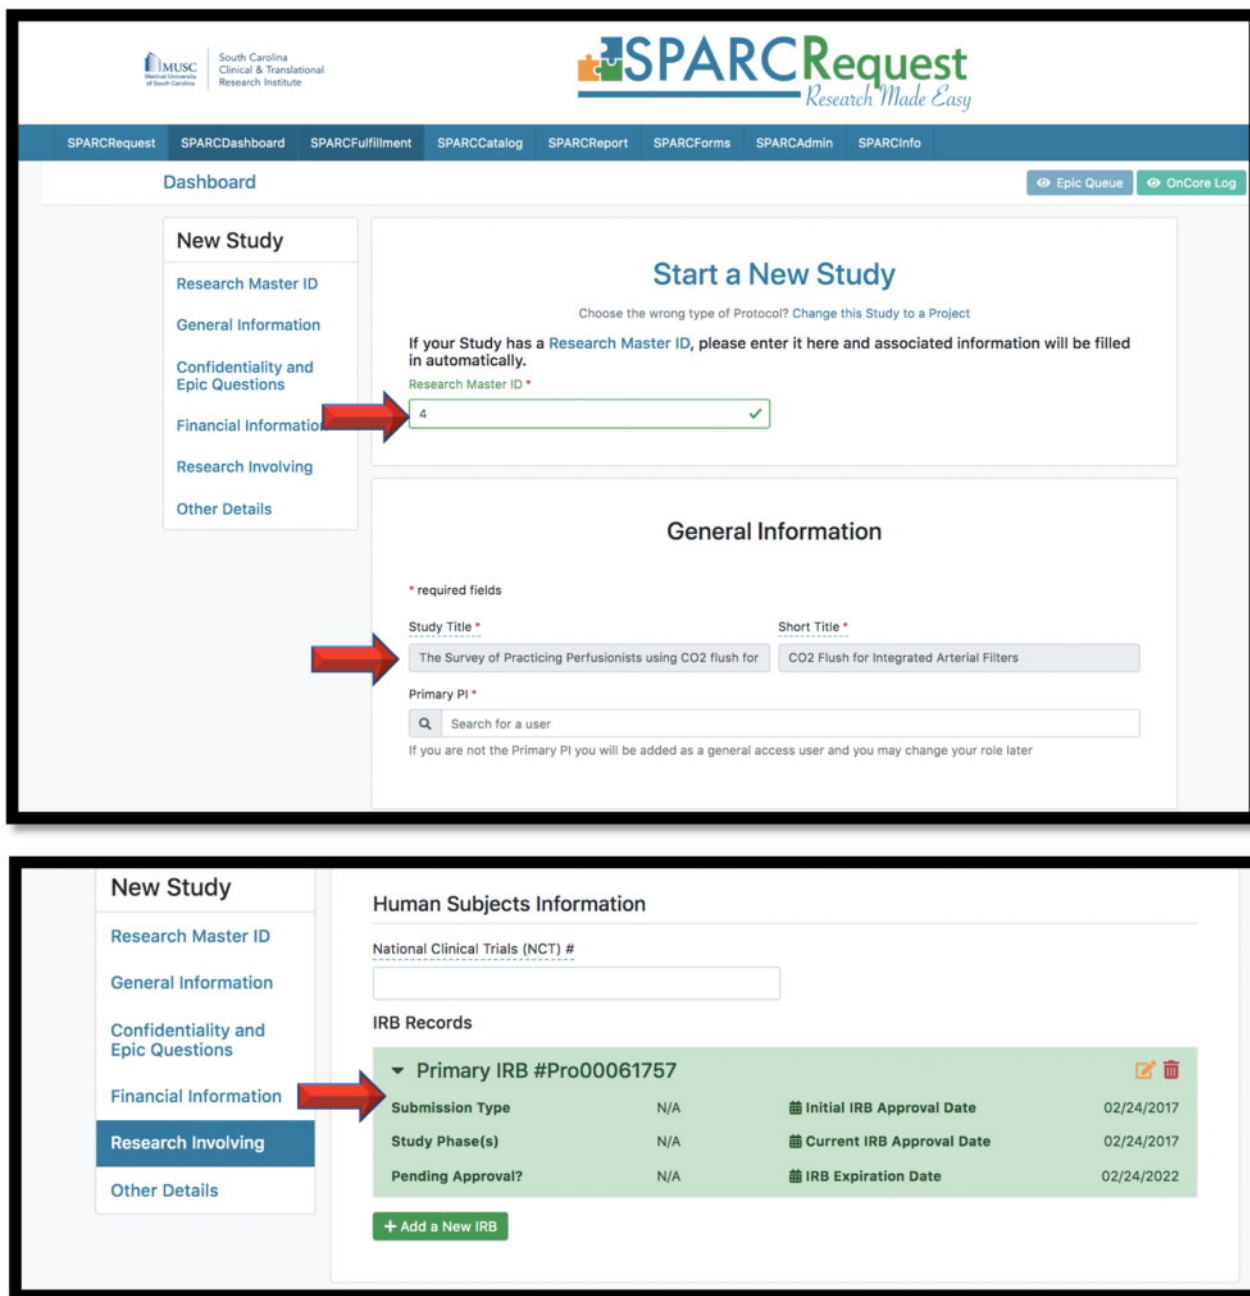 MUSC
Medical University
of South Carolina
South Carolina
Clinical & Translational
Research Institute
SPARCRequest
Research Made Easy
SPARCRequest SPARCDashboard SPARCFulfillment SPARCCatalog SPARCReport SPARCForms SPARCAdmin SPARCInfo
Dashboard
Epic Queue OnCore Log
New Study
Research Master ID
General Information
Confidentiality and
Epic Questions
Financial Information
Research Involving
Other Details
Start a New Study
Choose the wrong type of Protocol? Change this Study to a Project
If your Study has a Research Master ID, please enter it here and associated information will be filled
in automatically.
Research Master ID *
4
General Information
* required fields
Study Title * Short Title *
The Survey of Practicing Perfusionists using CO2 flush for CO2 Flush for Integrated Arterial Filters
Primary PI *
Search for a user
If you are not the Primary PI you will be added as a general access user and you may change your role later
New Study
Research Master ID
General Information
Confidentiality and
Epic Questions
Financial Information
Research Involving
Other Details
Human Subjects Information
National Clinical Trials (NCT) #
IRB Records
Primary IRB #Pro00061757
Submission Type N/A Initial IRB Approval Date 02/24/2017
Study Phase(s) N/A Current IRB Approval Date 02/24/2017
Pending Approval? N/A IRB Expiration Date 02/24/2022
+ Add a New IRB